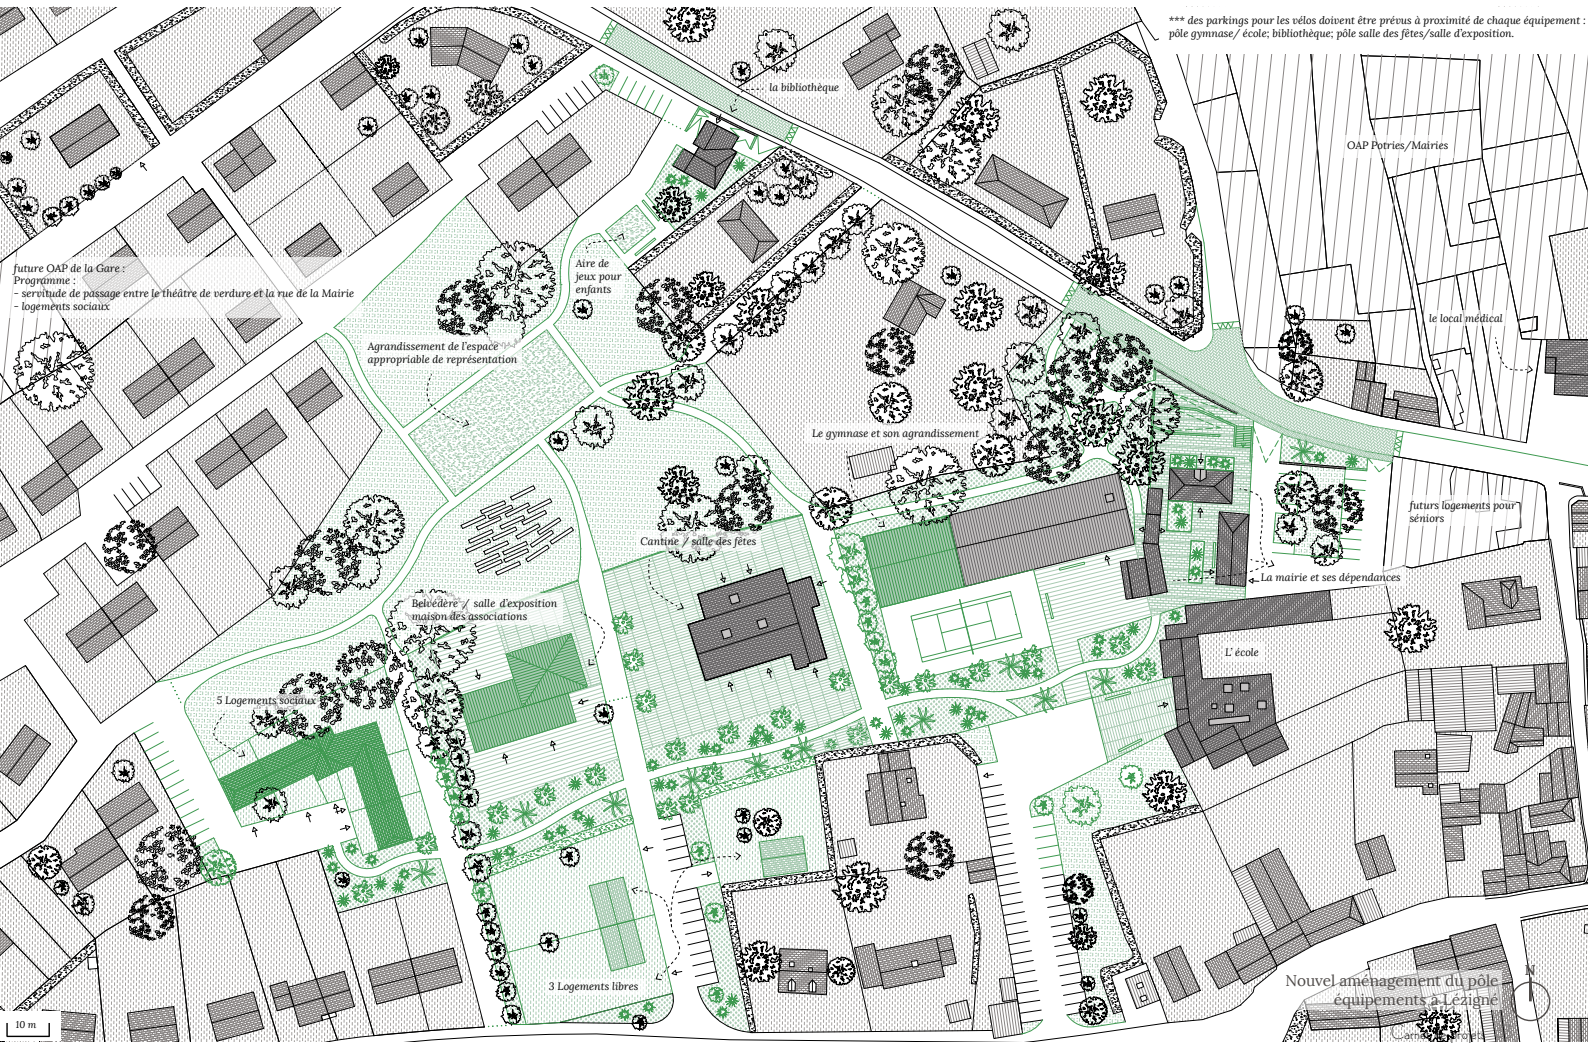 *** des parkings pour les vélos doivent être prévus à proximité de chaque équipement :
pôle gymnase/ école; bibliothèque; pôle salle des fêtes/salle d'exposition.
la bibliothèque
OAP Potries/Mairies
future OAP de la Gare :
Programme :
- servitude de passage entre le théâtre de verdure et la rue de la Mairie
- logements sociaux
Aire de
jeux pour
enfants
le local médical
Agrandissement de l'espace
appropriable de représentation
Le gymnase et son agrandissement
futurs logements pour
séniors
Cantine / salle des fêtes
La mairie et ses dépendances
Belvédère / salle d'exposition
maison des associations
L' école
5 Logements sociaux
3 Logements libres
Nouvel aménagement du pôle
équipements à Lézigné
N
10 m